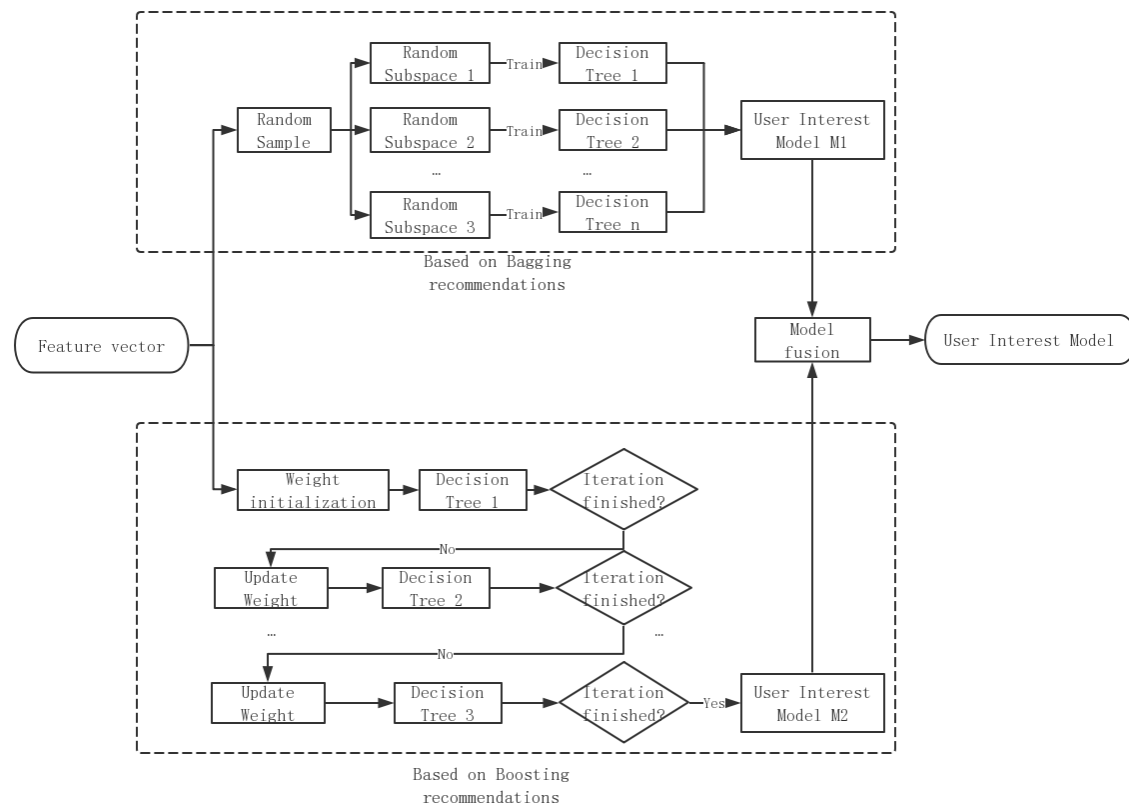 Random
Subspace 1
Train
Decision
Tree 1
Random
Sample
Random
Subspace 2
Train
Decision
Tree 2
User Interest
Model M1
…
…
Random
Subspace 3
Train
Decision
Tree n
Based on Bagging
recommendations
Feature vector
Model
fusion
User Interest Model
Weight
initialization
Decision
Tree 1
Iteration
finished?
No
Update
Weight
Decision
Tree 2
Iteration
finished?
…
…
No
Update
Weight
Decision
Tree 3
Iteration
finished?
Yes
User Interest
Model M2
Based on Boosting
recommendations